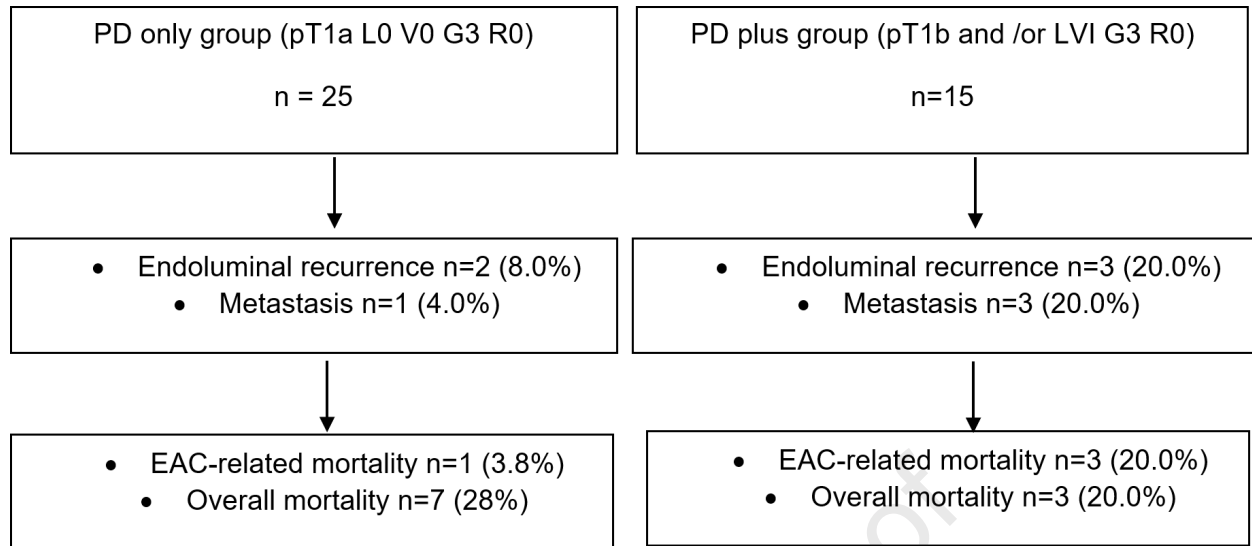 PD only group (pT1a L0 V0 G3 R0)
n = 25
PD plus group (pT1b and /or LVI G3 R0)
n=15
• Endoluminal recurrence n=2 (8.0%)
• Metastasis n=1 (4.0%)
• Endoluminal recurrence n=3 (20.0%)
• Metastasis n=3 (20.0%)
• EAC-related mortality n=1 (3.8%)
• Overall mortality n=7 (28%)
• EAC-related mortality n=3 (20.0%)
• Overall mortality n=3 (20.0%)
of